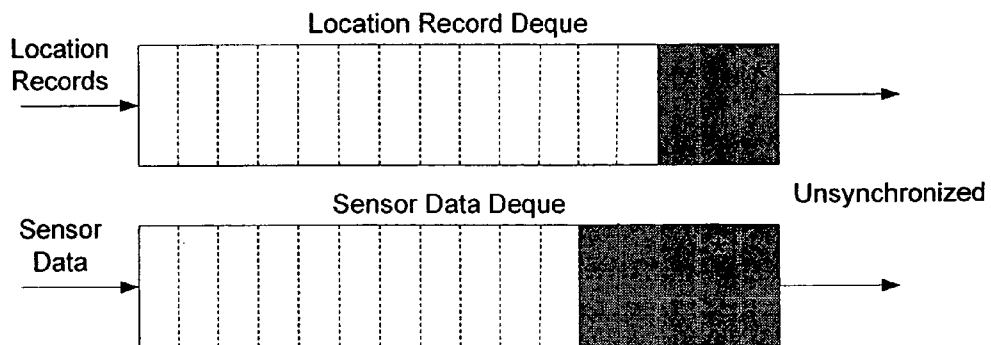 Location Record Deque
Location
Records
Sensor Data Deque
Unsynchronized
Sensor
Data